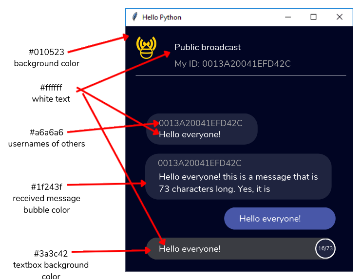 Hello Python
#010523
background color
Public broadcast
My ID: 0013A20041EFD42C
#ffffff
white text
0013A20041EFD42C
Hello everyone!
#a6a6a6
usernames of others
0013A20041EFD42C
Hello everyone! this is a message that is
73 characters long. Yes, it is
#1f243f
received message
bubble color
Hello everyone!
#3a3c42
textbox background
color
Hello everyone!
16/73